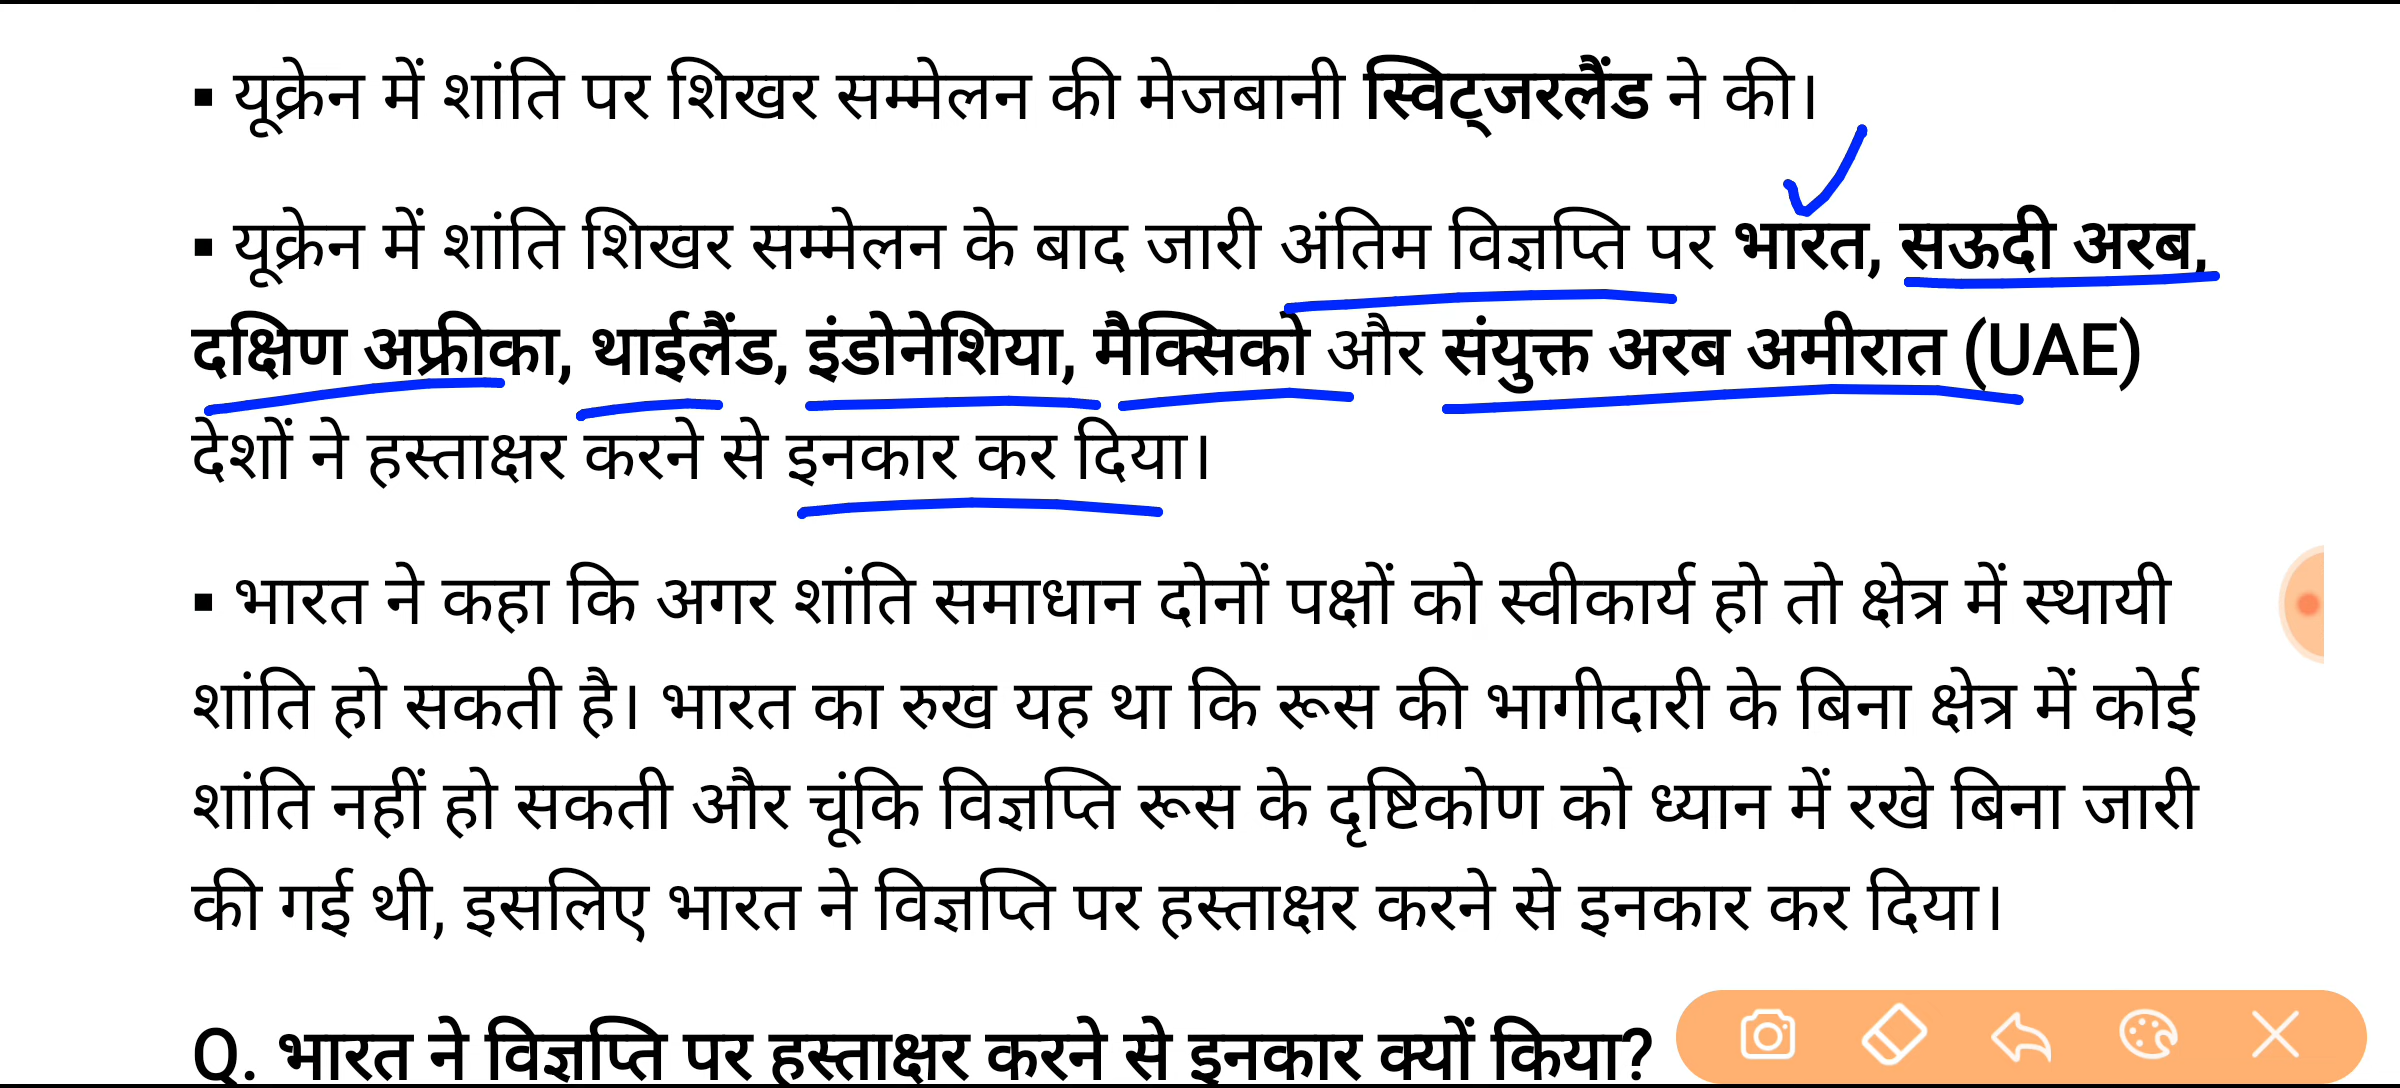 ▪ यूक्रेन में शांति पर शिखर सम्मेलन की मेजबानी स्विट्जरलैंड ने की।
▪ यूक्रेन में शांति शिखर सम्मेलन के बाद जारी अंतिम विज्ञप्ति पर भारत, सऊदी अरब,
दक्षिण अफ्रीका, थाईलैंड, इंडोनेशिया, मैक्सिको और संयुक्त अरब अमीरात (UAE)
देशों ने हस्ताक्षर करने से इनकार कर दिया।
▪ भारत ने कहा कि अगर शांति समाधान दोनों पक्षों को स्वीकार्य हो तो क्षेत्र में स्थायी
शांति हो सकती है। भारत का रुख यह था कि रूस की भागीदारी के बिना क्षेत्र में कोई
शांति नहीं हो सकती और चूंकि विज्ञप्ति रूस के दृष्टिकोण को ध्यान में रखे बिना जारी
की गई थी, इसलिए भारत ने विज्ञप्ति पर हस्ताक्षर करने से इनकार कर दिया।
Q. भारत ने विज्ञप्ति पर हस्ताक्षर करने से इनकार क्यों किया?